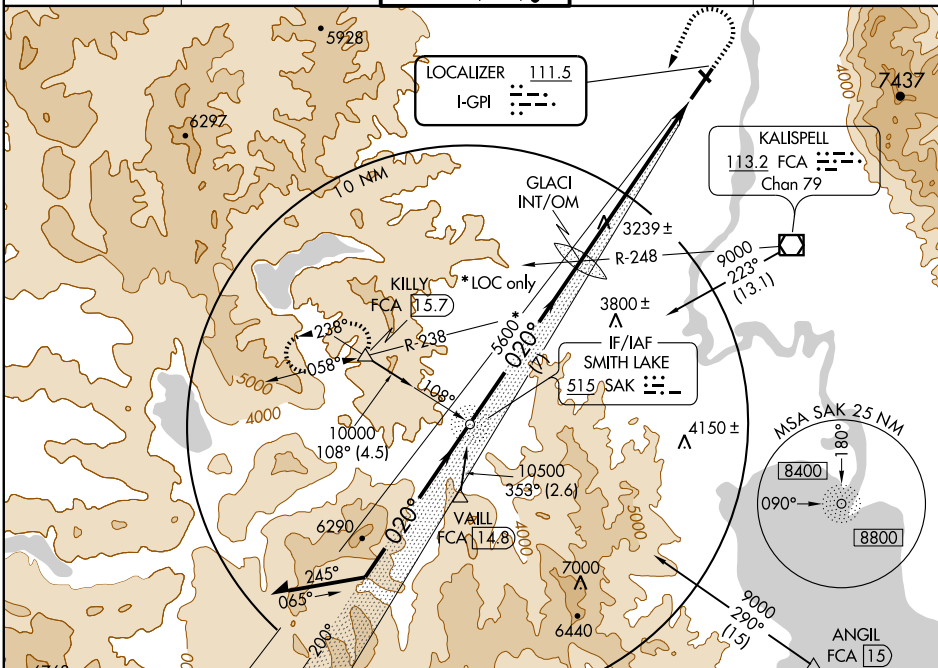 5928
LOCALIZER 111.5
I-GPI
6297
4000
7437
KALISPELL
113.2 FCA
Chan 79
10 NM
GLACI
INT/OM
3239 ±
R-248
9000
223°
(13.1)
KILLY
FCA 15.7
* LOC only
3800 ±
R-238
238°
058°
5600*
020°
(7)
IF/IAF
SMITH LAKE
515 SAK
5000
4000
108°
10000
108° (4.5)
4150 ±
MSA SAK 25 NM
180°
8400
090°
8800
10500
353° (2.6)
VAILL
FCA 14.8
020°
6290
4000
5000
245°
065°
200°
7000
6440
9000
290°
(15)
ANGIL
FCA 15